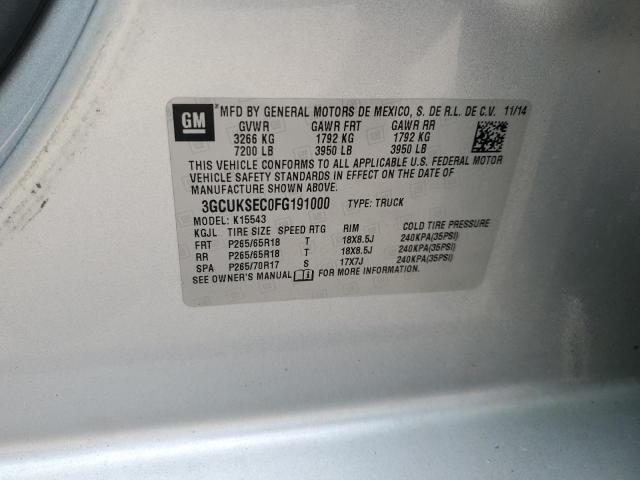 GM
*MFD BY GENERAL MOTORS DE MEXICO, S. DE R.L. DE C.V. 11/14
GVWR GAWR FRT GAWR RR
3266 KG 1792 KG 1792 KG
7200 LB 3950 LB 3950 LB
THIS VEHICLE CONFORMS TO ALL APPLICABLE U.S. FEDERAL MOTOR
VEHICLE SAFETY STANDARDS IN EFFECT ON THE DATE OF
MANUFACTURE SHOWN ABOVE.
3GCUKSEC0FG191000 TYPE: TRUCK
MODEL: K15543
KGJL TIRE SIZE SPEED RTG RIM COLD TIRE PRESSURE
FRT P265/65R18 T 18X8.5J 240KPA(35PSI)
RR P265/65R18 T 18X8.5J 240KPA(35PSI)
SPA P265/70R17 S 17X7J 240KPA(35PSI)
SEE OWNER'S MANUAL FOR MORE INFORMATION.